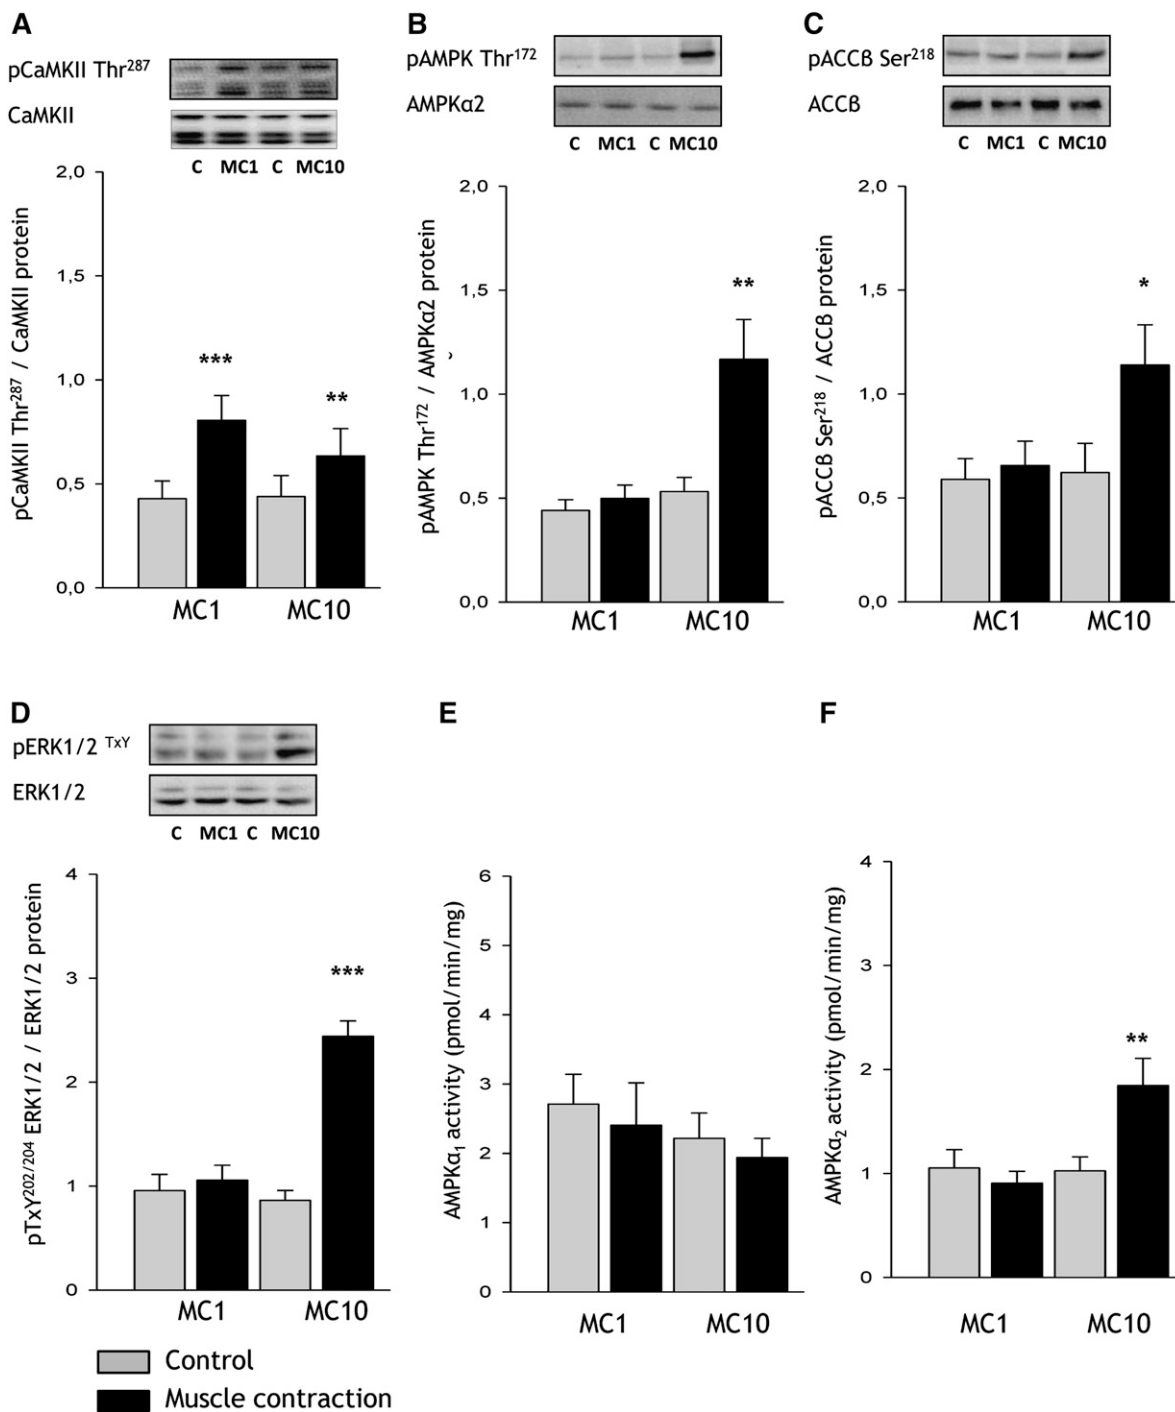 A
pCaMKII Thr287
CaMKII
C MC1 C MC10
pCaMKII Thr287 / CaMKII protein
2,0
1,5
1,0
0,5
0,0
***
**
MC1 MC10
B
pAMPK Thr172
AMPKα2
C MC1 C MC10
pAMPK Thr172 / AMPKα2 protein
2,0
1,5
1,0
0,5
0,0
**
MC1 MC10
C
pACCß Ser218
ACCß
C MC1 C MC10
pACCß Ser218 / ACCß protein
2,0
1,5
1,0
0,5
0,0
*
MC1 MC10
D
pERK1/2 TxY
ERK1/2
C MC1 C MC10
pTxY202/204 ERK1/2 / ERK1/2 protein
4
3
2
1
0
***
MC1 MC10
E
AMPKα1 activity (pmol/min/mg)
6
5
4
3
2
1
0
MC1 MC10
F
AMPKα2 activity (pmol/min/mg)
4
3
2
1
0
**
MC1 MC10
Control
Muscle contraction